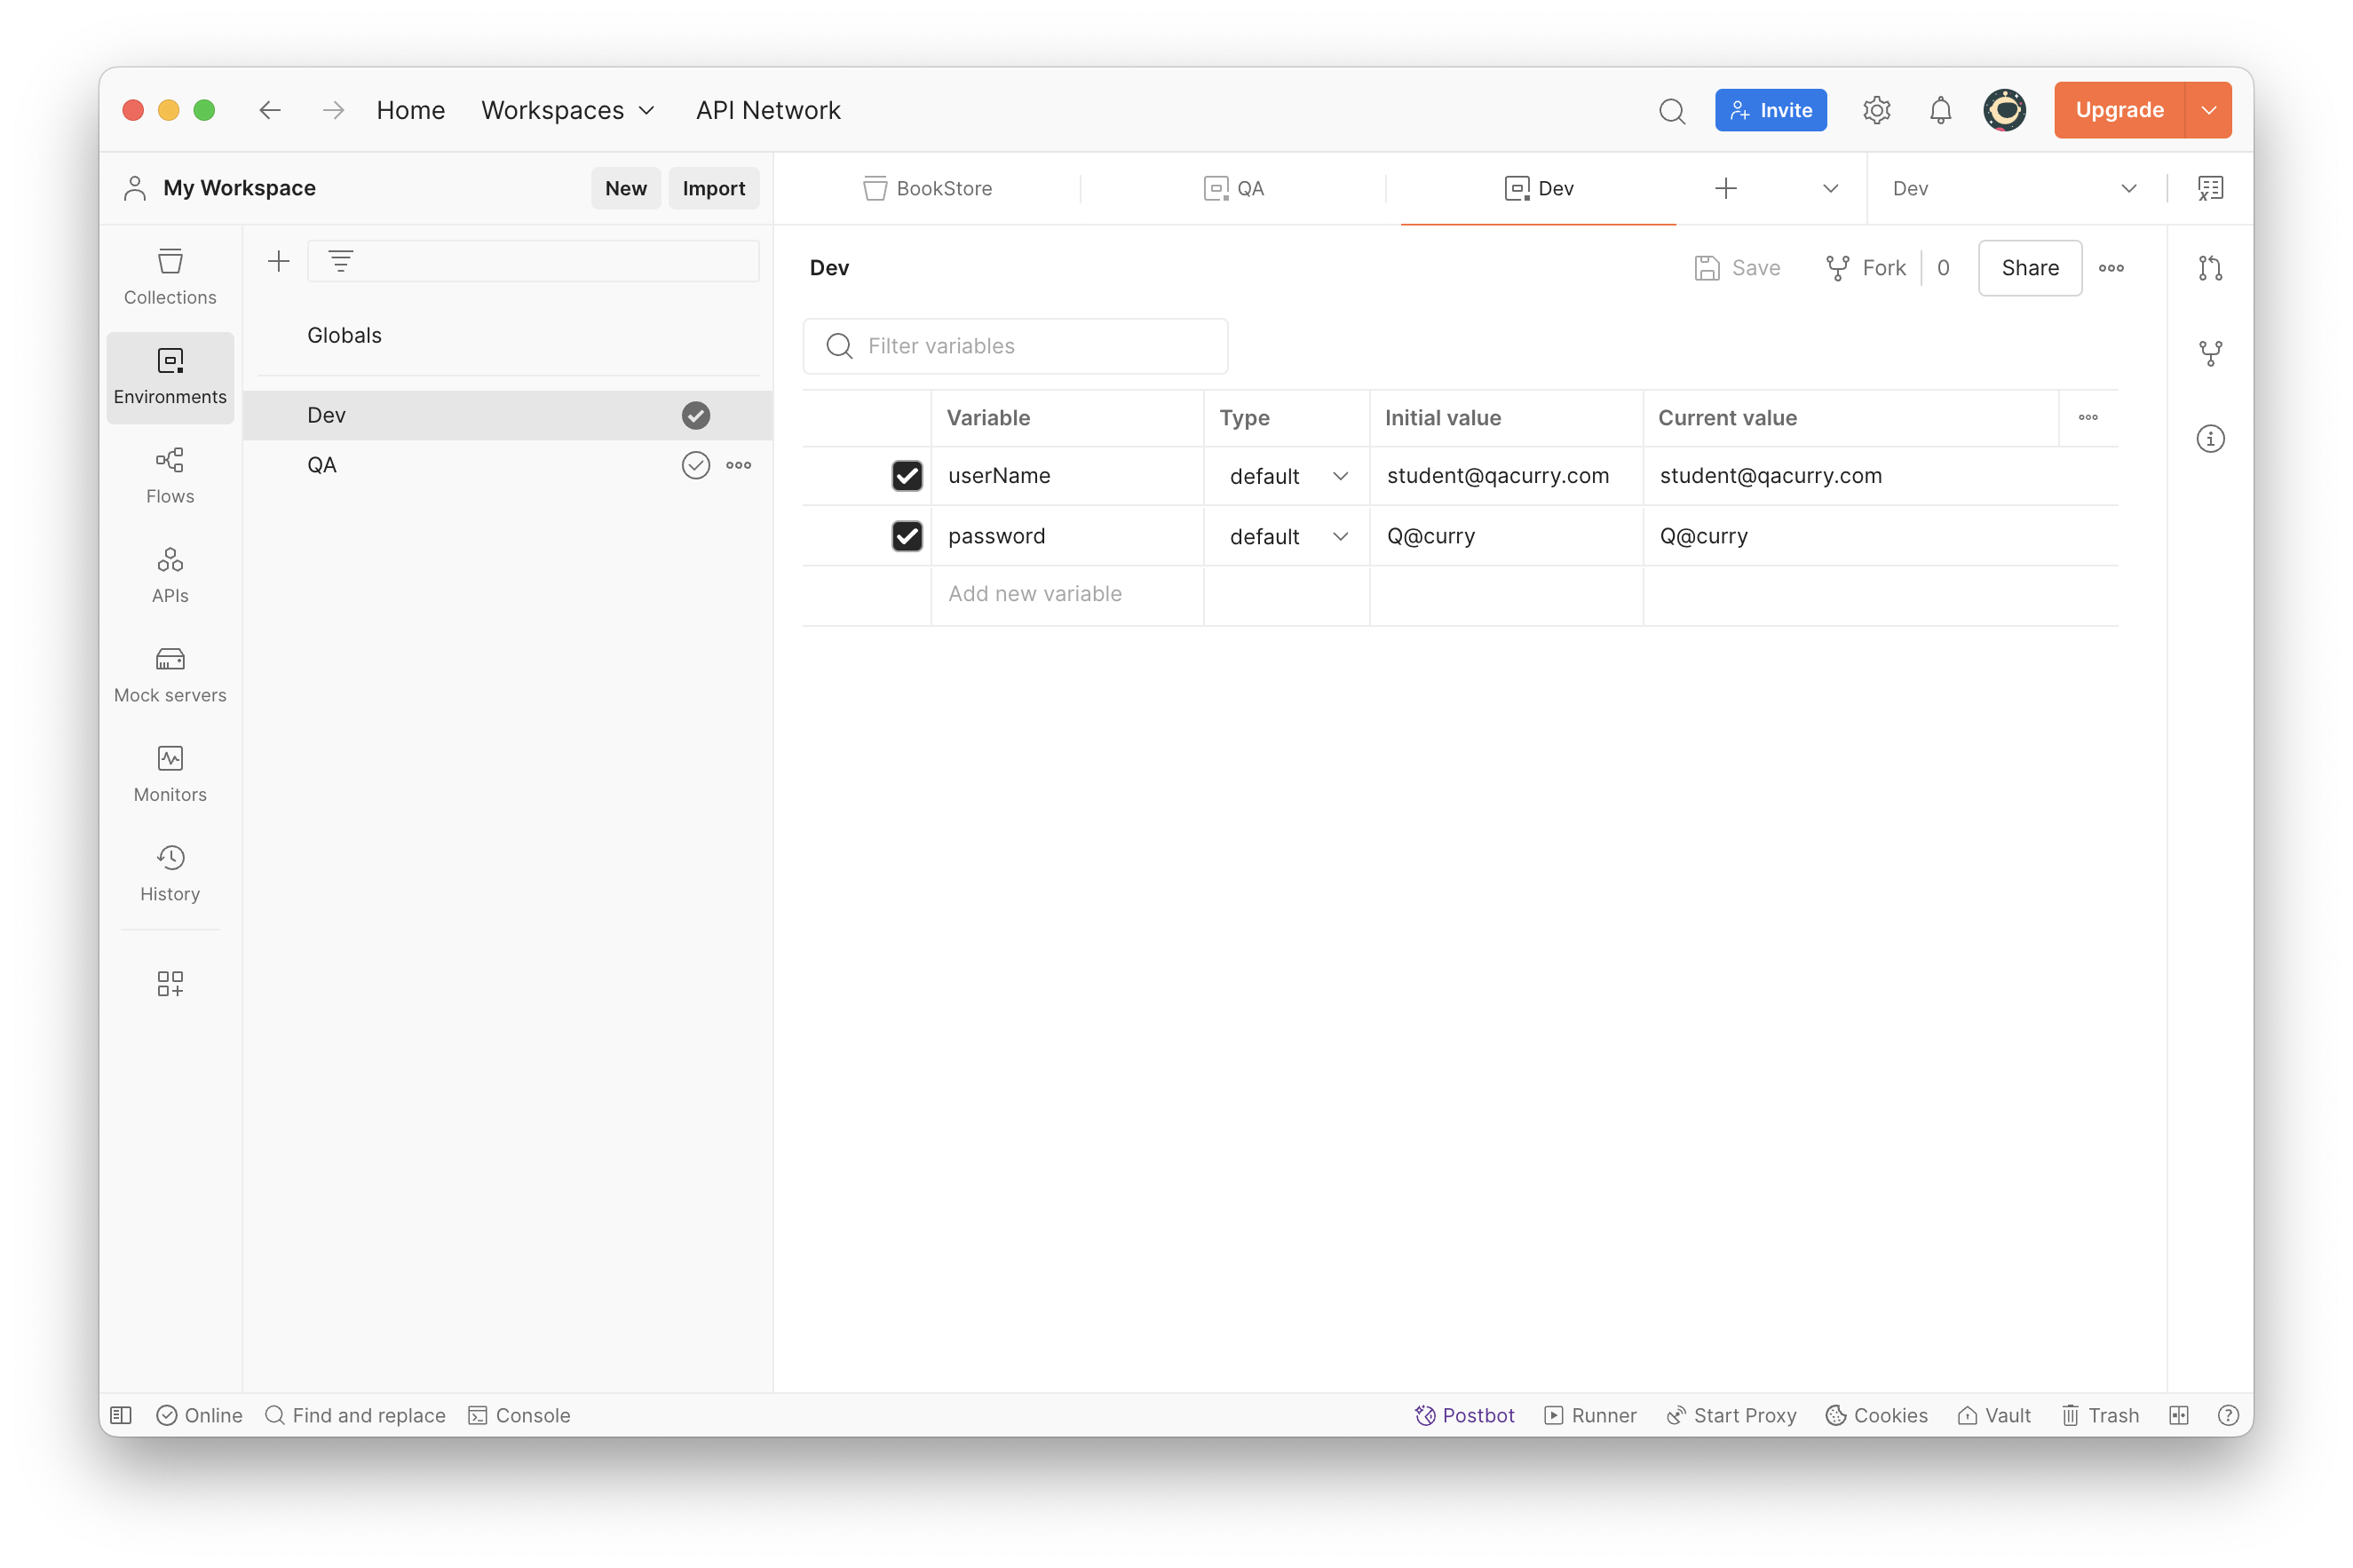 Home Workspaces API Network Invite Upgrade
My Workspace New Import BookStore QA Dev Dev
Collections
Environments
Flows
APIs
Mock servers
Monitors
History
Globals
Dev
QA
Dev Save Fork 0 Share
Filter variables
Variable Type Initial value Current value
userName default student@qacurry.com student@qacurry.com
password default Q@curry Q@curry
Add new variable
Online Find and replace Console Postbot Runner Start Proxy Cookies Vault Trash